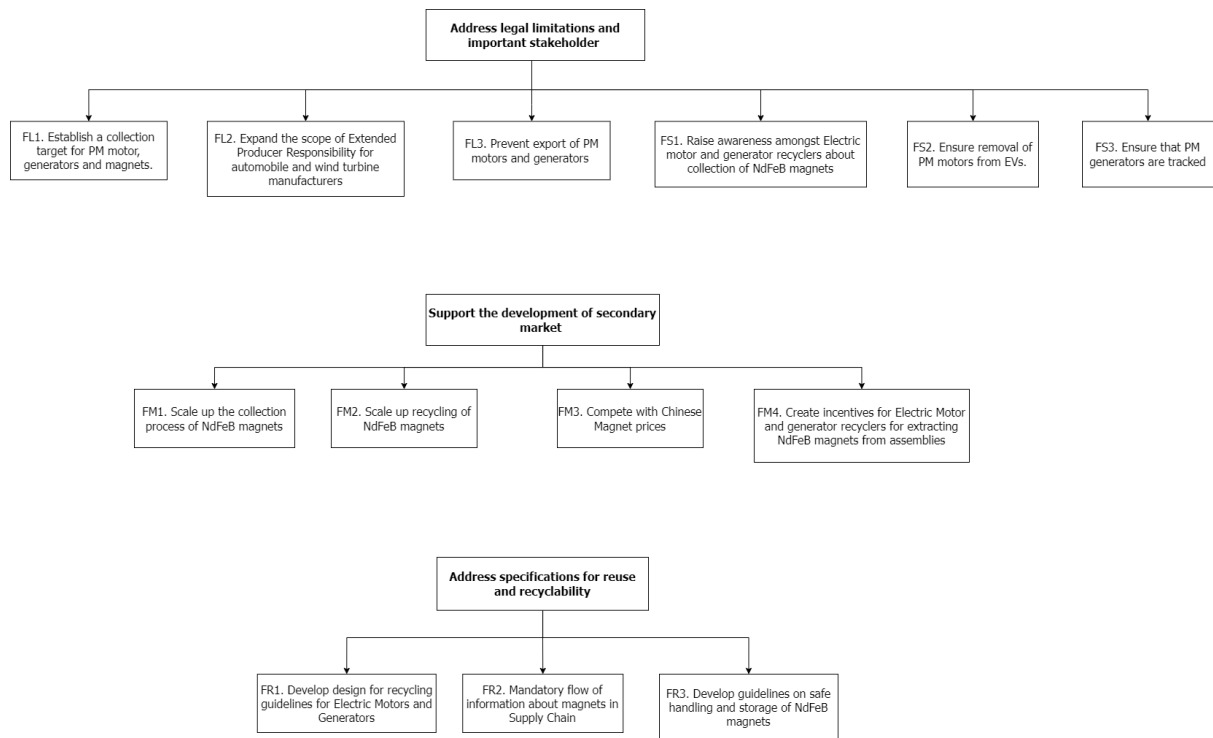 Address legal limitations and
important stakeholder
FL1. Establish a collection
target for PM motor,
generators and magnets.
FL2. Expand the scope of Extended
Producer Responsibility for
automobile and wind turbine
manufacturers
FL3. Prevent export of PM
motors and generators
FS1. Raise awareness amongst Electric
motor and generator recyclers about
collection of NdFeB magnets
FS2. Ensure removal of
PM motors from EVs.
FS3. Ensure that PM
generators are tracked
Support the development of secondary
market
FM1. Scale up the collection
process of NdFeB magnets
FM2. Scale up recycling of
NdFeB magnets
FM3. Compete with Chinese
Magnet prices
FM4. Create incentives for Electric Motor
and generator recyclers for extracting
NdFeB magnets from assemblies
Address specifications for reuse
and recyclability
FR1. Develop design for recycling
guidelines for Electric Motors and
Generators
FR2. Mandatory flow of
information about magnets in
Supply Chain
FR3. Develop guidelines on safe
handling and storage of NdFeB
magnets